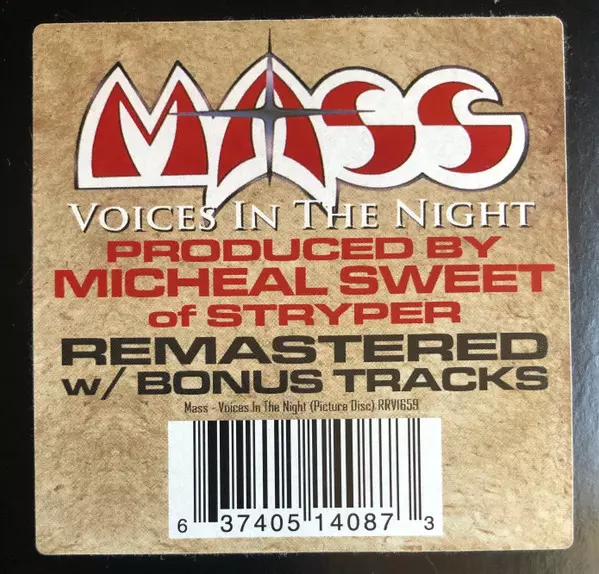 MASS
VOICES IN THE NIGHT
PRODUCED BY
MICHEAL SWEET
of STRYPER
REMASTERED
w/ BONUS TRACKS
Mass - Voices In The Night (Picture Disc) RRV1659
6 37405 14087 3